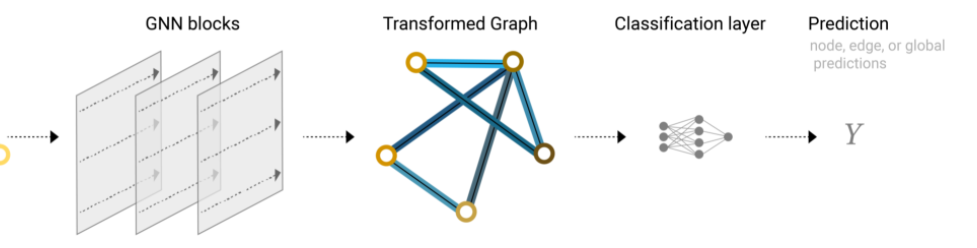 GNN blocks
Transformed Graph
Classification layer
Prediction
node, edge, or global
predictions
Y